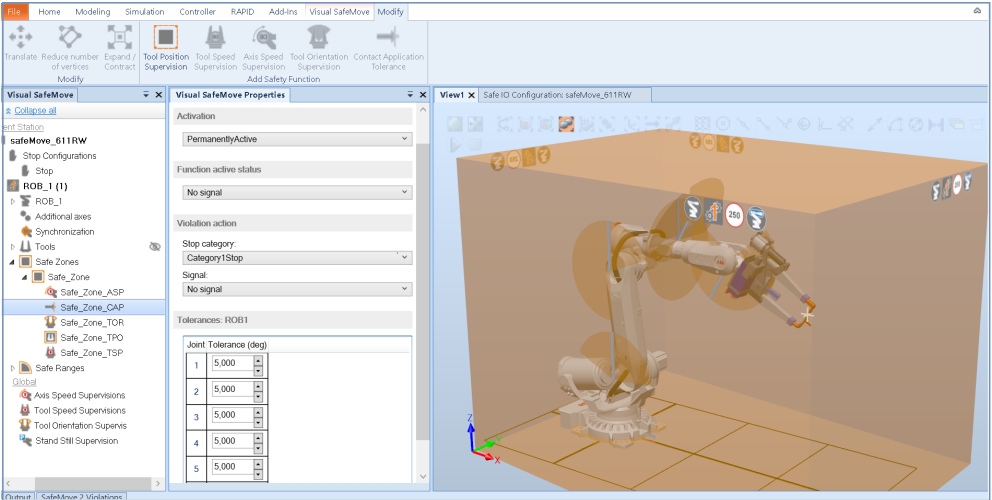 File Home Modeling Simulation Controller RAPID Add-Ins Visual SafeMove Modify
Translate Reduce number of vertices Expand / Contract Tool Position Supervision Tool Speed Supervision Axis Speed Supervision Tool Orientation Supervision Contact Application Tolerance
Modify Add Safety Function
Visual SafeMove
Collapse all
ent Station
safeMove_611RW
Stop Configurations
Stop
ROB_1 (1)
ROB_1
Additional axes
Synchronization
Tools
Safe Zones
Safe_Zone
Safe_Zone_ASP
Safe_Zone_CAP
Safe_Zone_TOR
Safe_Zone_TPO
Safe_Zone_TSP
Safe Ranges
Global
Axis Speed Supervisions
Tool Speed Supervisions
Tool Orientation Supervis
Stand Still Supervision
Output SafeMove 2 Violations
Visual SafeMove Properties
Activation
PermanentlyActive
Function active status
No signal
Violation action
Stop category:
Category1Stop
Signal:
No signal
Tolerances: ROB1
Joint Tolerance (deg)
1 5,000
2 5,000
3 5,000
4 5,000
5 5,000
View1 Safe IO Configuration: safeMove_611RW
250
Z
X